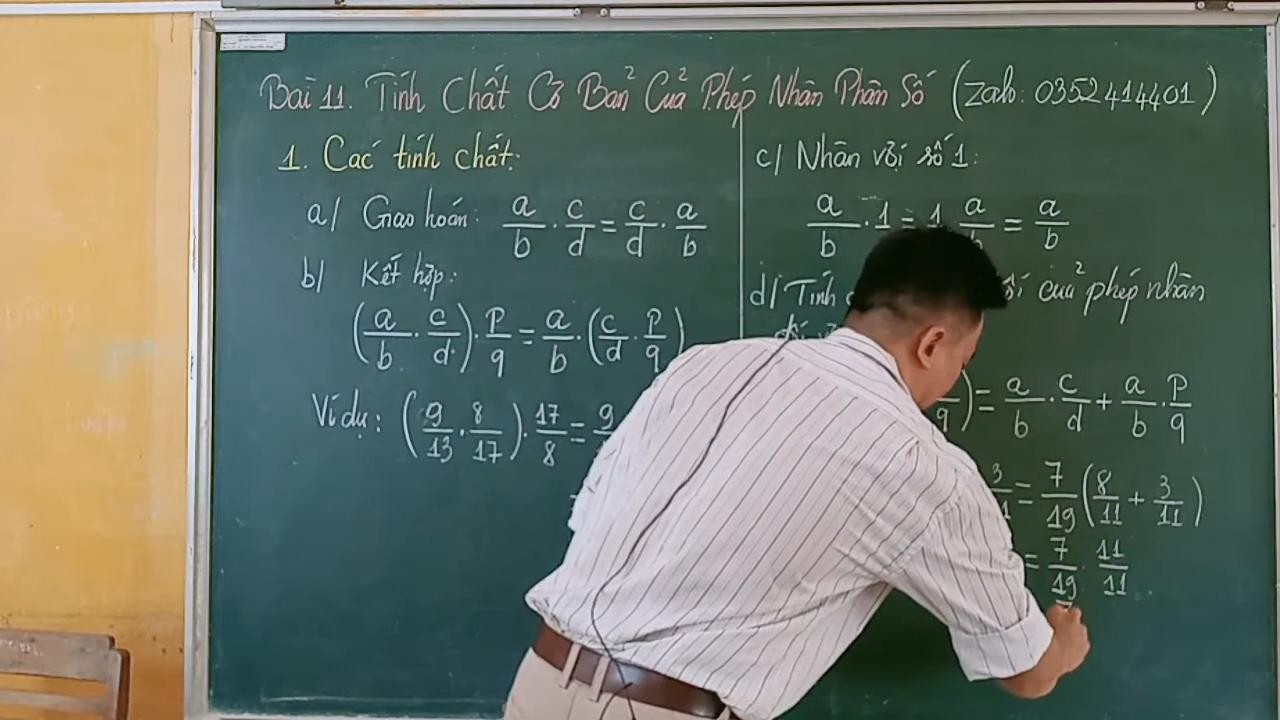 Bài 11. Tính Chất Cơ Bản Của Phép Nhân Phân Số (Zalo: 0352414401)
1. Các tính chất:
a/ Giao hoán: a/b · c/d = c/d · a/b
b/ Kết hợp:
(a/b · c/d) · p/q = a/b · (c/d · p/q)
Ví dụ: (9/13 · 8/17) · 17/8 = 9
=
c/ Nhân với số 1:
a/b · 1 = 1 a/b = a/b
d/ Tính của phép nhân
q) = a/b · c/d + a/b · p/q
3 = 7/19 (8/11 + 3/11)
= 7/19 · 11/11